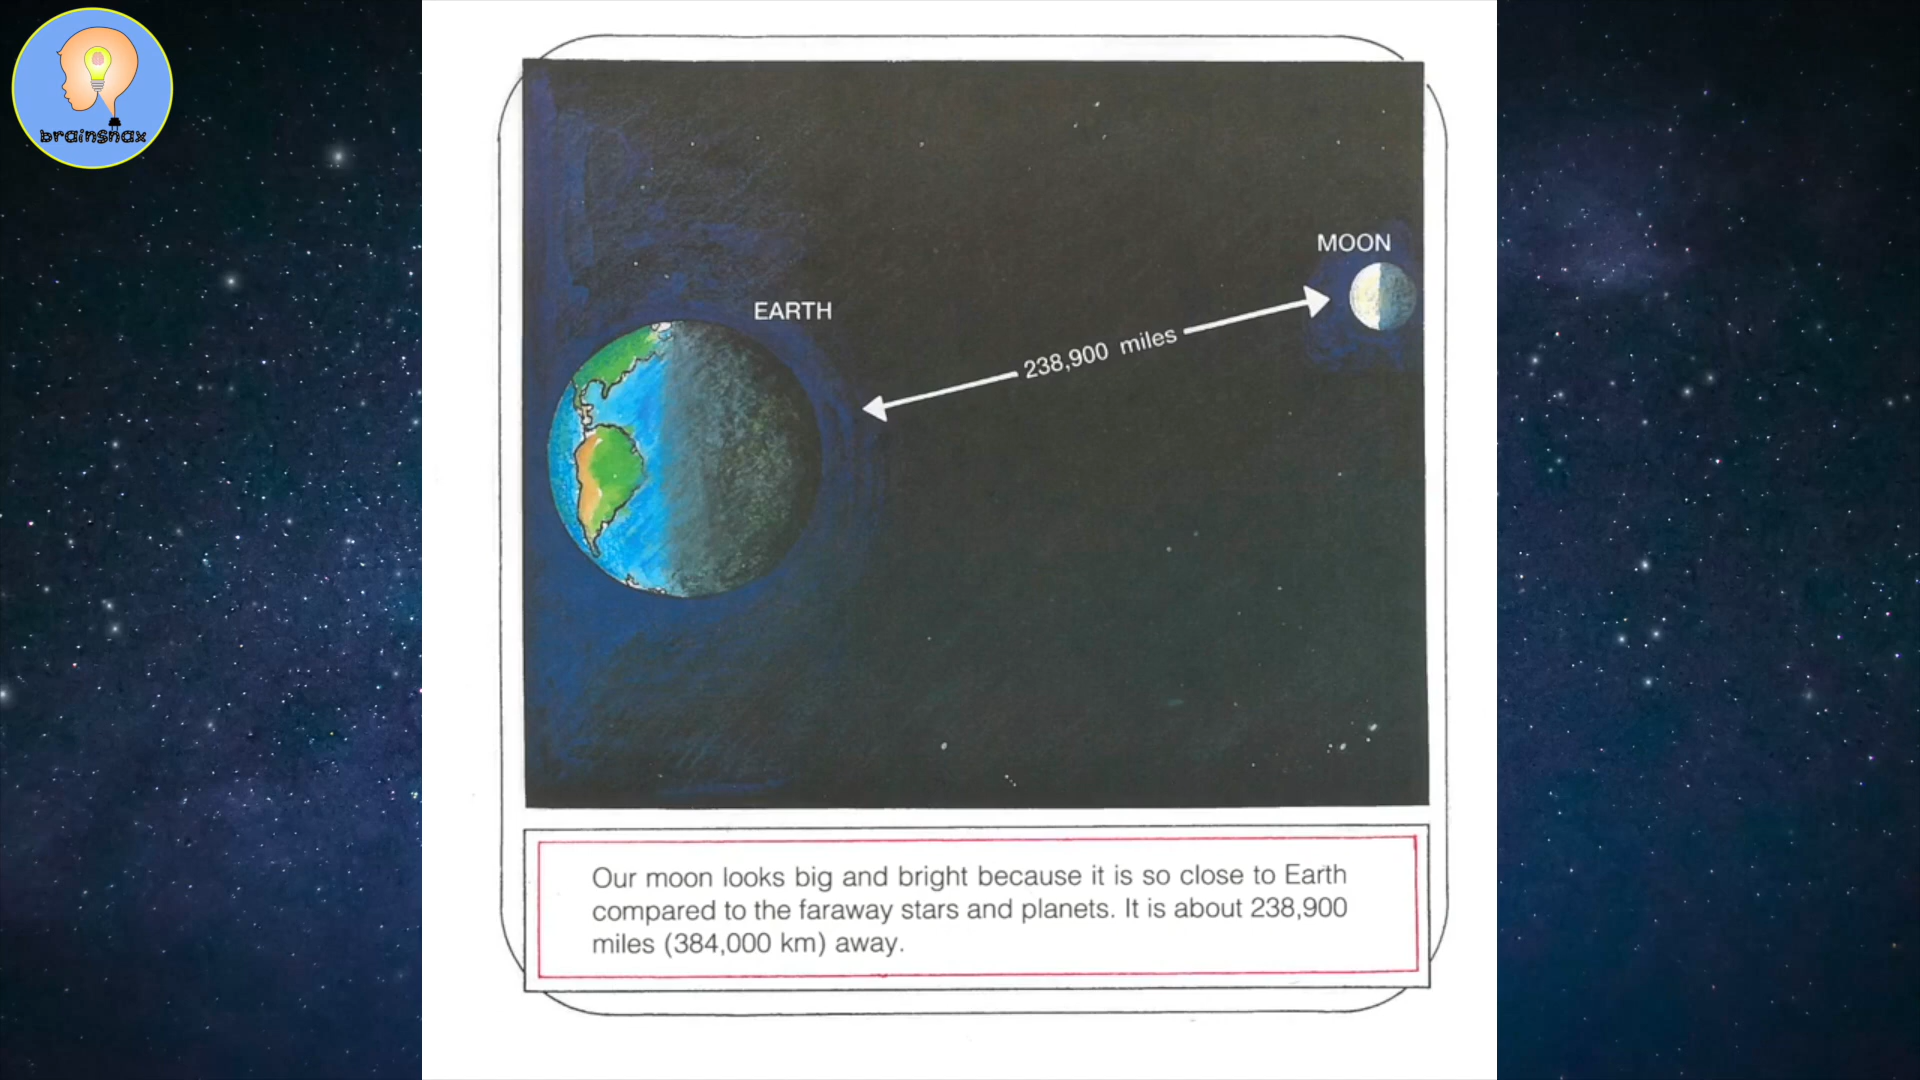 brainsnax
MOON
EARTH
238,900 miles
Our moon looks big and bright because it is so close to Earth
compared to the faraway stars and planets. It is about 238,900
miles (384,000 km) away.